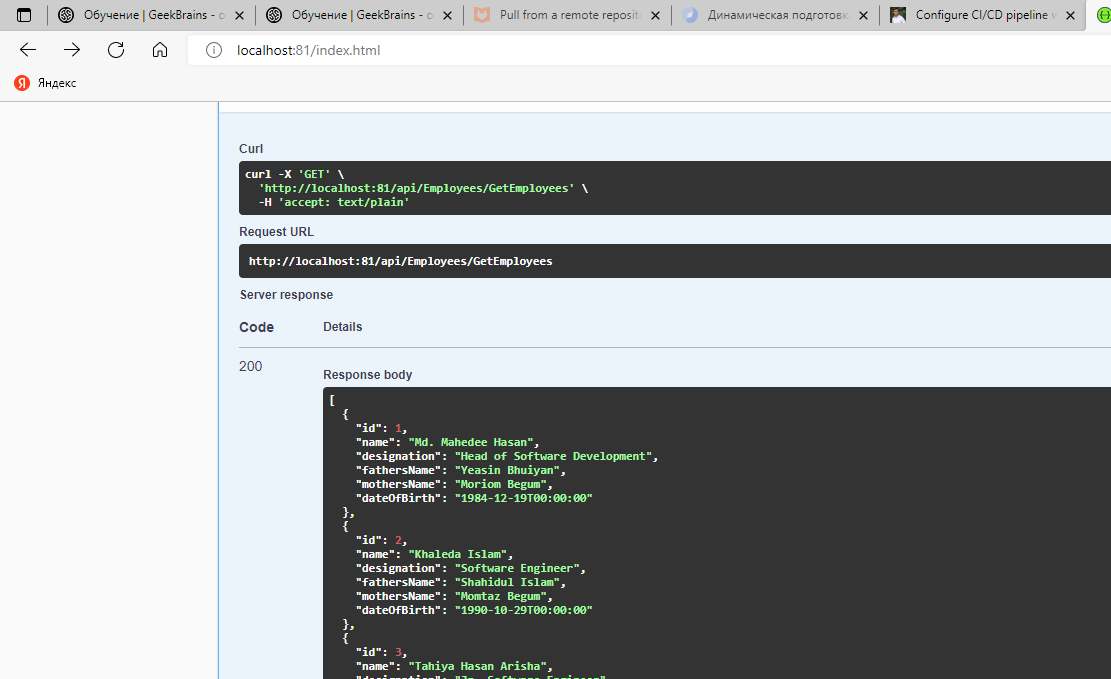 Обучение | GeekBrains - о
Обучение | GeekBrains - о
Pull from a remote reposit
Динамическая подготовк
Configure CI/CD pipeline w
localhost:81/index.html
Яндекс
Curl
curl -X 'GET' \
'http://localhost:81/api/Employees/GetEmployees' \
-H 'accept: text/plain'
Request URL
http://localhost:81/api/Employees/GetEmployees
Server response
Code Details
200
Response body
[
{
"id": 1,
"name": "Md. Mahedee Hasan",
"designation": "Head of Software Development",
"fathersName": "Yeasin Bhuiyan",
"mothersName": "Moriom Begum",
"dateOfBirth": "1984-12-19T00:00:00"
},
{
"id": 2,
"name": "Khaleda Islam",
"designation": "Software Engineer",
"fathersName": "Shahidul Islam",
"mothersName": "Momtaz Begum",
"dateOfBirth": "1990-10-29T00:00:00"
},
{
"id": 3,
"name": "Tahiya Hasan Arisha",
"designation": "Jr. Software Engineer"